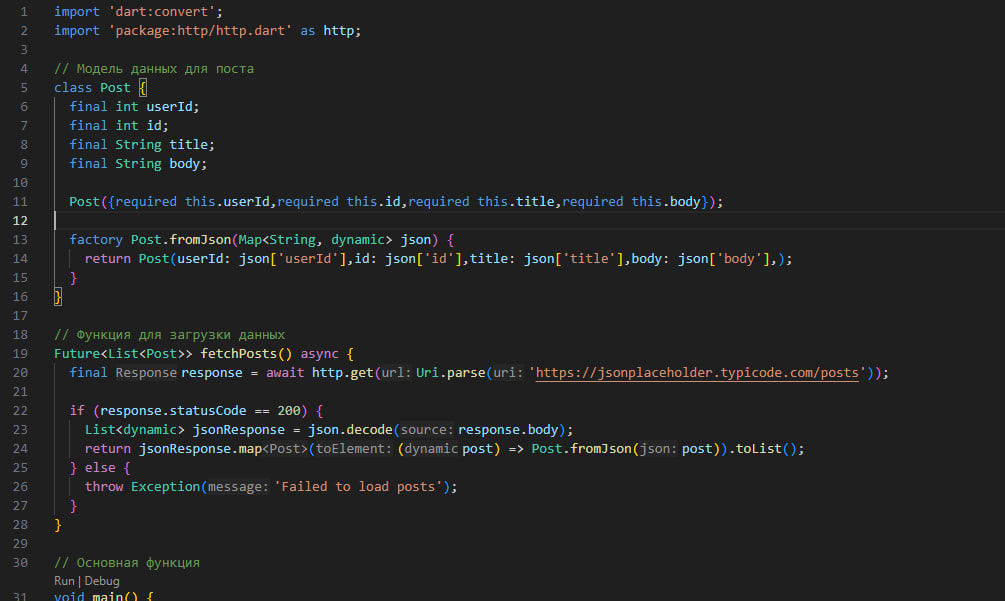 1 import 'dart:convert';
2 import 'package:http/http.dart' as http;
3
4 // Модель данных для поста
5 class Post {
6 final int userId;
7 final int id;
8 final String title;
9 final String body;
10
11 Post({required this.userId,required this.id,required this.title,required this.body});
12
13 factory Post.fromJson(Map<String, dynamic> json) {
14 return Post(userId: json['userId'],id: json['id'],title: json['title'],body: json['body'],);
15 }
16 }
17
18 // Функция для загрузки данных
19 Future<List<Post>> fetchPosts() async {
20 final Response response = await http.get(url: Uri.parse(uri: 'https://jsonplaceholder.typicode.com/posts'));
21
22 if (response.statusCode == 200) {
23 List<dynamic> jsonResponse = json.decode(source: response.body);
24 return jsonResponse.map<Post>(toElement: (dynamic post) => Post.fromJson(json: post)).toList();
25 } else {
26 throw Exception(message: 'Failed to load posts');
27 }
28 }
29
30 // Основная функция
Run | Debug
31 void main() {